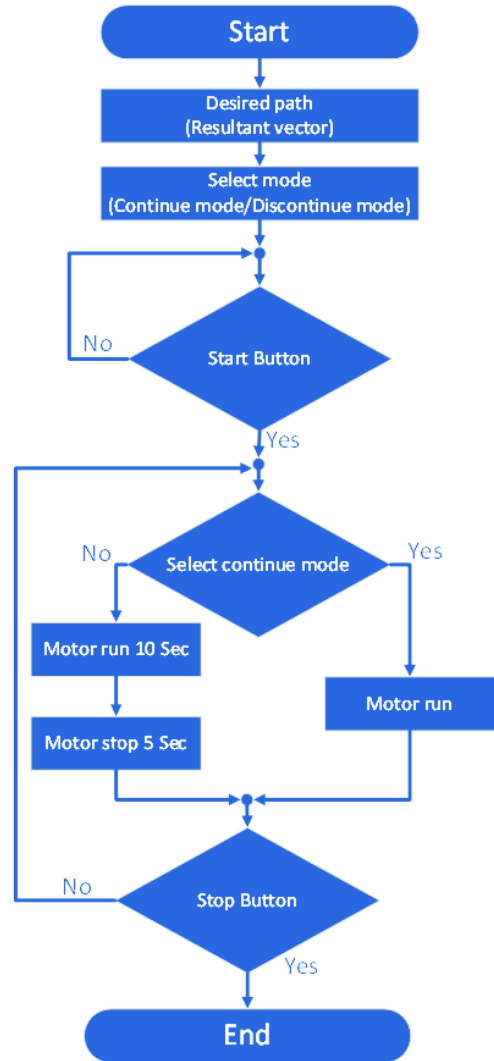 Start
Desired path
(Resultant vector)
Select mode
(Continue mode/Discontinue mode)
No
Start Button
Yes
No
Select continue mode
Yes
Motor run 10 Sec
Motor run
Motor stop 5 Sec
No
Stop Button
Yes
End